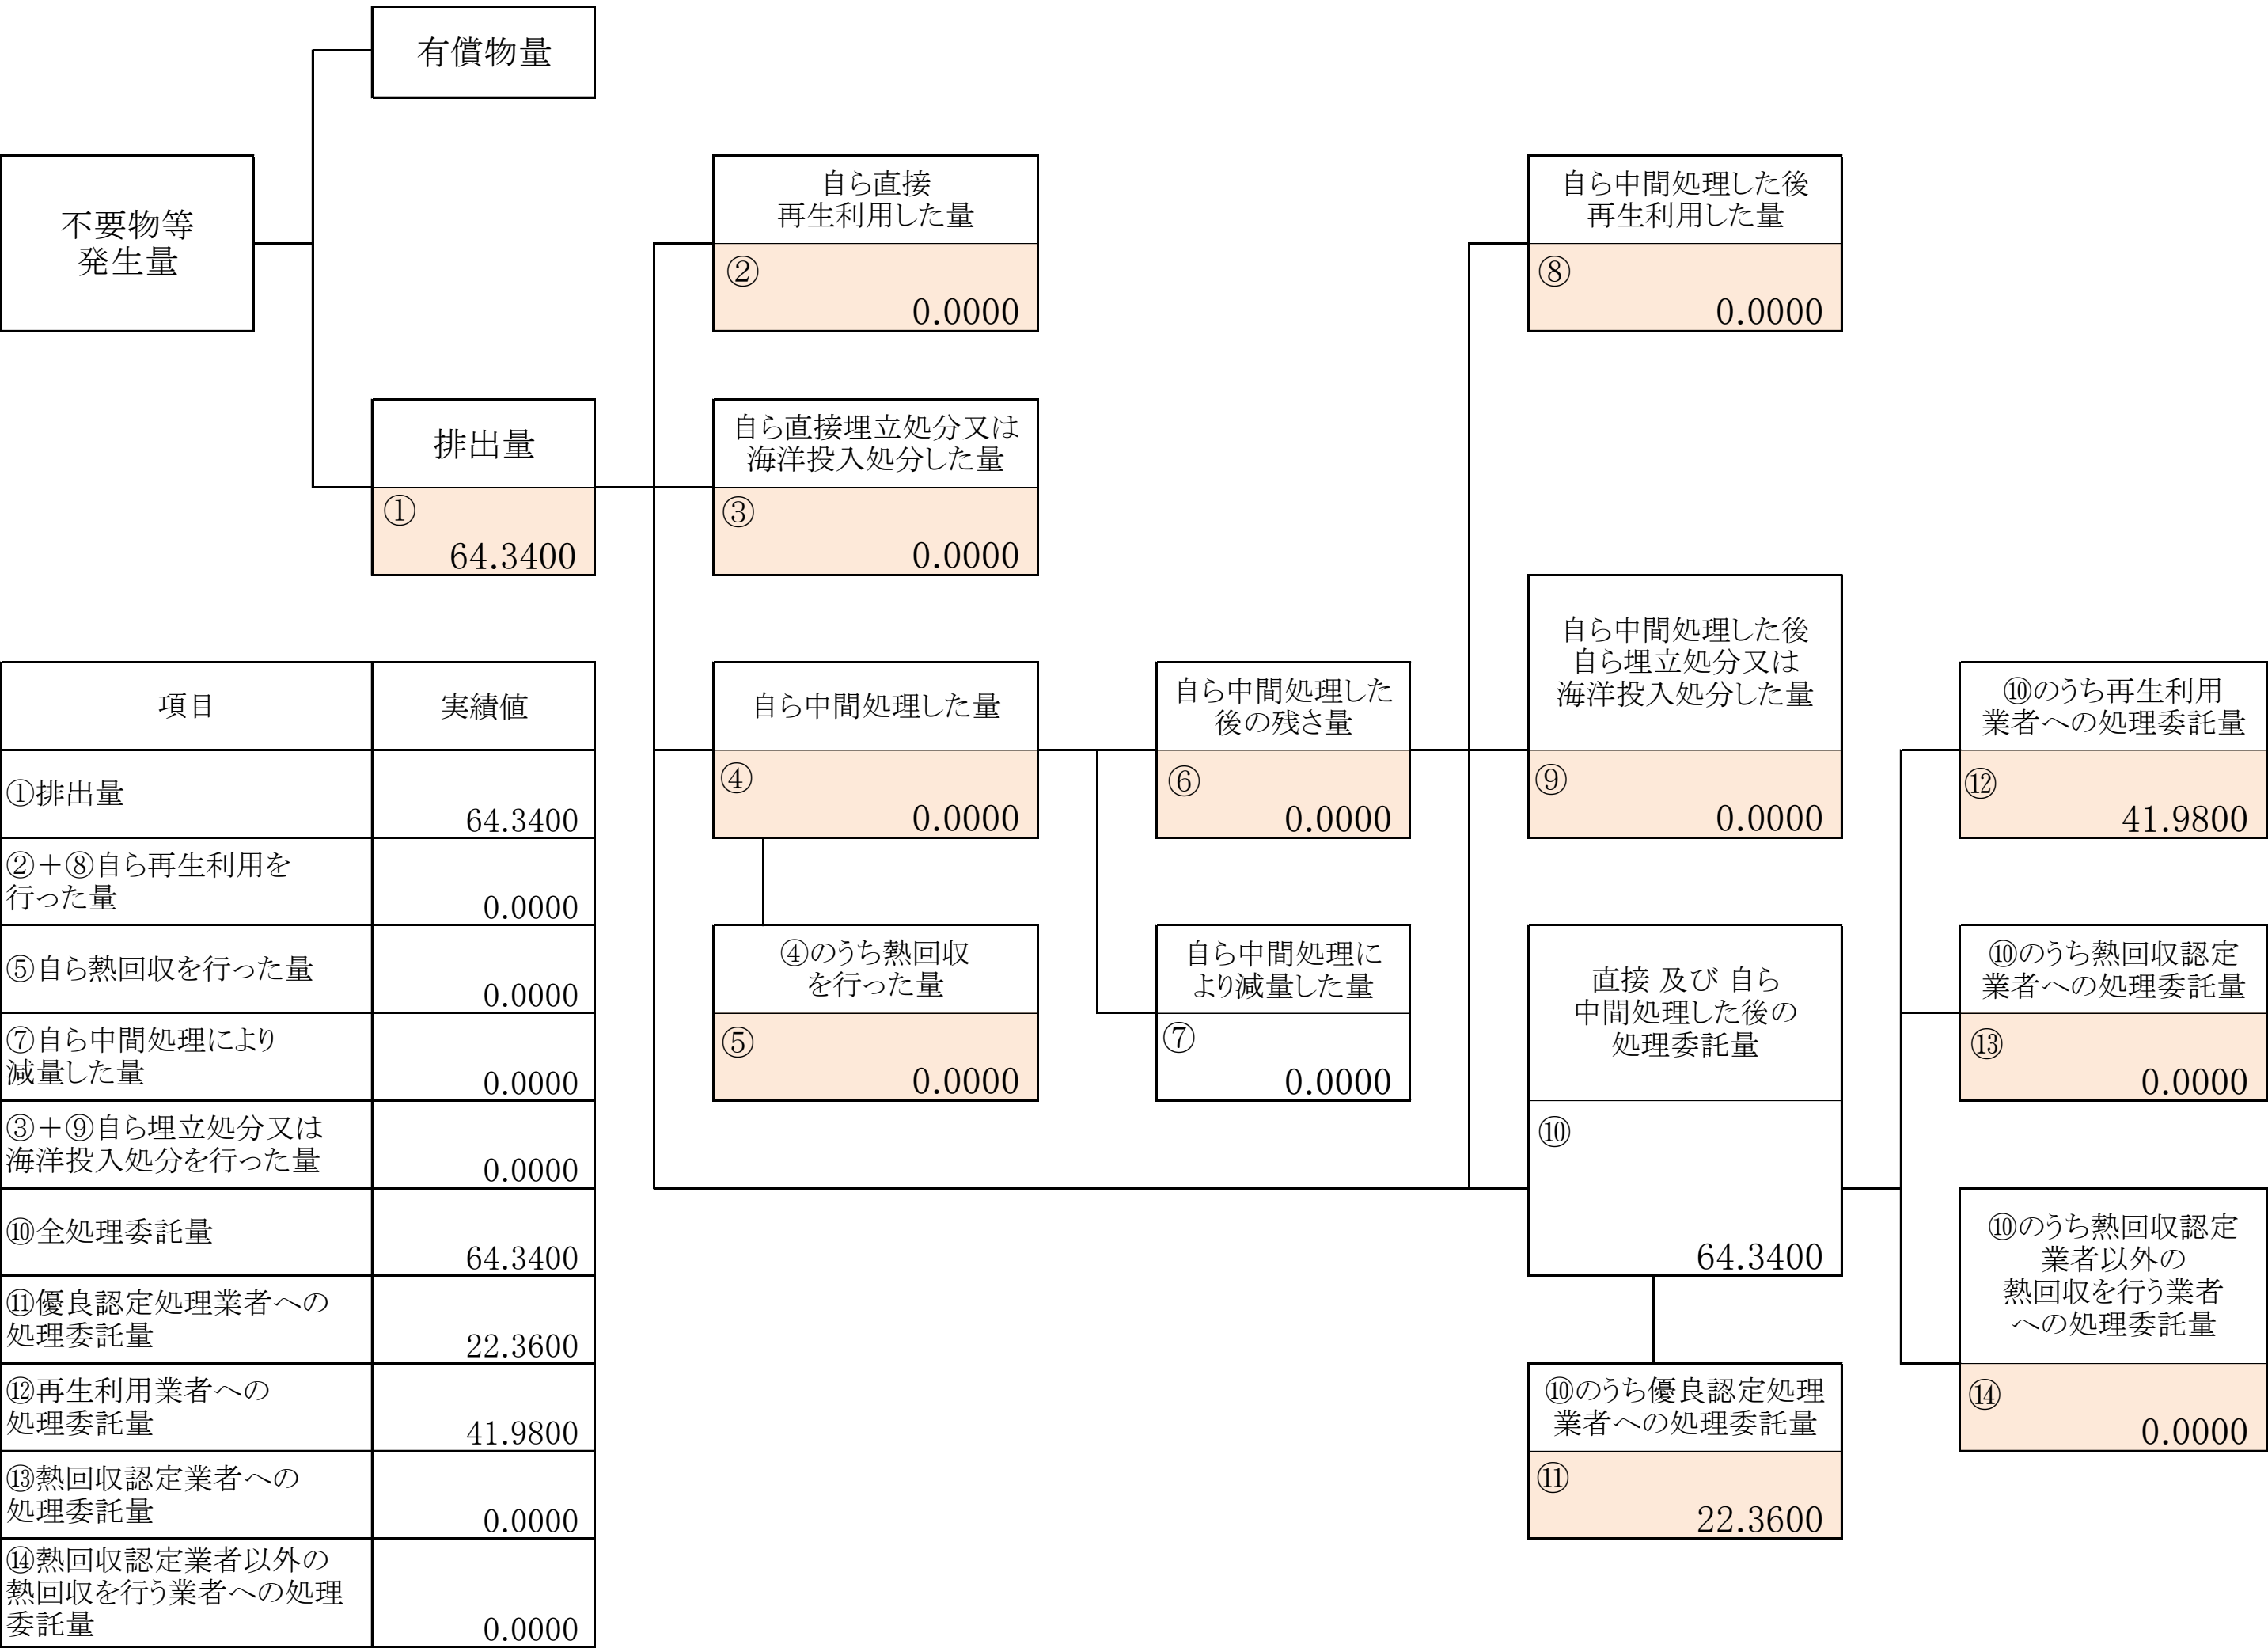 有償物量
不要物等
発生量
排出量
①
64.3400
自ら直接
再生利用した量
②
0.0000
自ら直接埋立処分又は
海洋投入処分した量
③
0.0000
自ら中間処理した量
④
0.0000
④のうち熱回収
を行った量
⑤
0.0000
自ら中間処理した
後の残さ量
⑥
0.0000
自ら中間処理に
より減量した量
⑦
0.0000
自ら中間処理した後
再生利用した量
⑧
0.0000
自ら中間処理した後
自ら埋立処分又は
海洋投入処分した量
⑨
0.0000
直接 及び 自ら
中間処理した後の
処理委託量
⑩
64.3400
⑩のうち優良認定処理
業者への処理委託量
⑪
22.3600
⑩のうち再生利用
業者への処理委託量
⑫
41.9800
⑩のうち熱回収認定
業者への処理委託量
⑬
0.0000
⑩のうち熱回収認定
業者以外の
熱回収を行う業者
への処理委託量
⑭
0.0000
項目 実績値
①排出量
64.3400
②＋⑧自ら再生利用を
行った量
0.0000
⑤自ら熱回収を行った量
0.0000
⑦自ら中間処理により
減量した量
0.0000
③＋⑨自ら埋立処分又は
海洋投入処分を行った量
0.0000
⑩全処理委託量
64.3400
⑪優良認定処理業者への
処理委託量
22.3600
⑫再生利用業者への
処理委託量
41.9800
⑬熱回収認定業者への
処理委託量
0.0000
⑭熱回収認定業者以外の
熱回収を行う業者への処理
委託量
0.0000